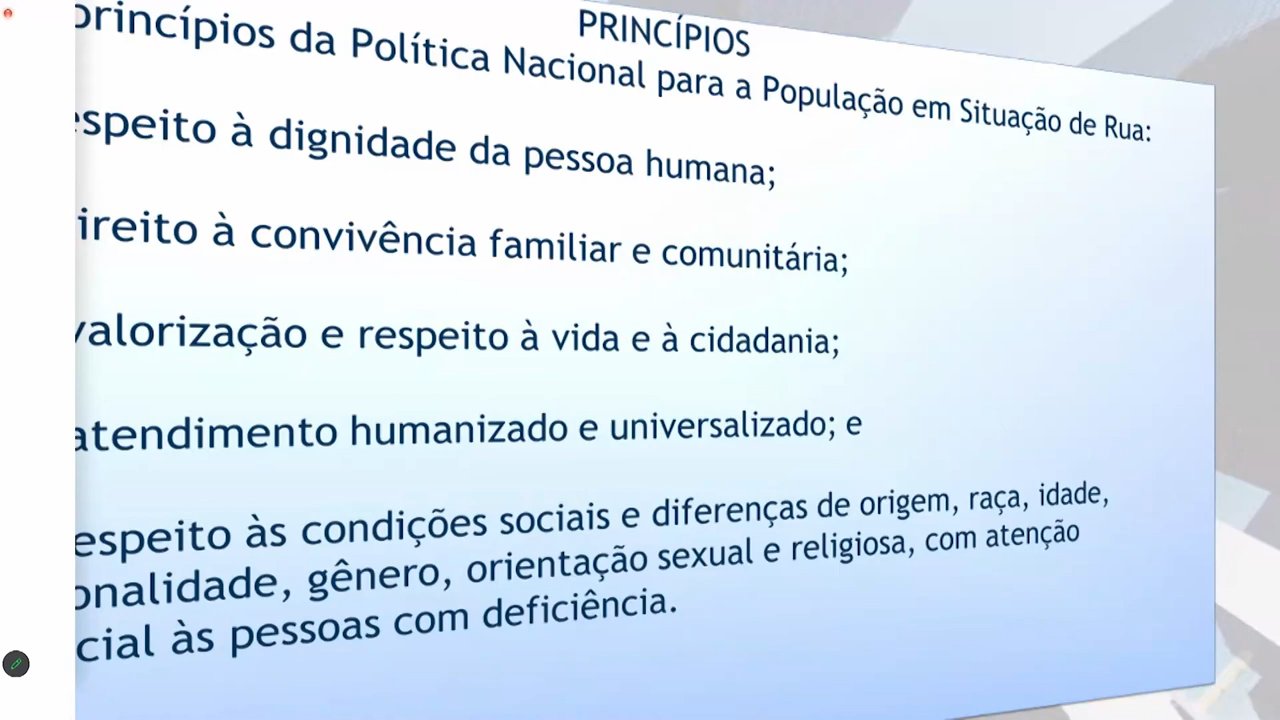 PRINCÍPIOS
princípios da Política Nacional para a População em Situação de Rua:
espeito à dignidade da pessoa humana;
ireito à convivência familiar e comunitária;
valorização e respeito à vida e à cidadania;
atendimento humanizado e universalizado; e
espeito às condições sociais e diferenças de origem, raça, idade,
onalidade, gênero, orientação sexual e religiosa, com atenção
cial às pessoas com deficiência.